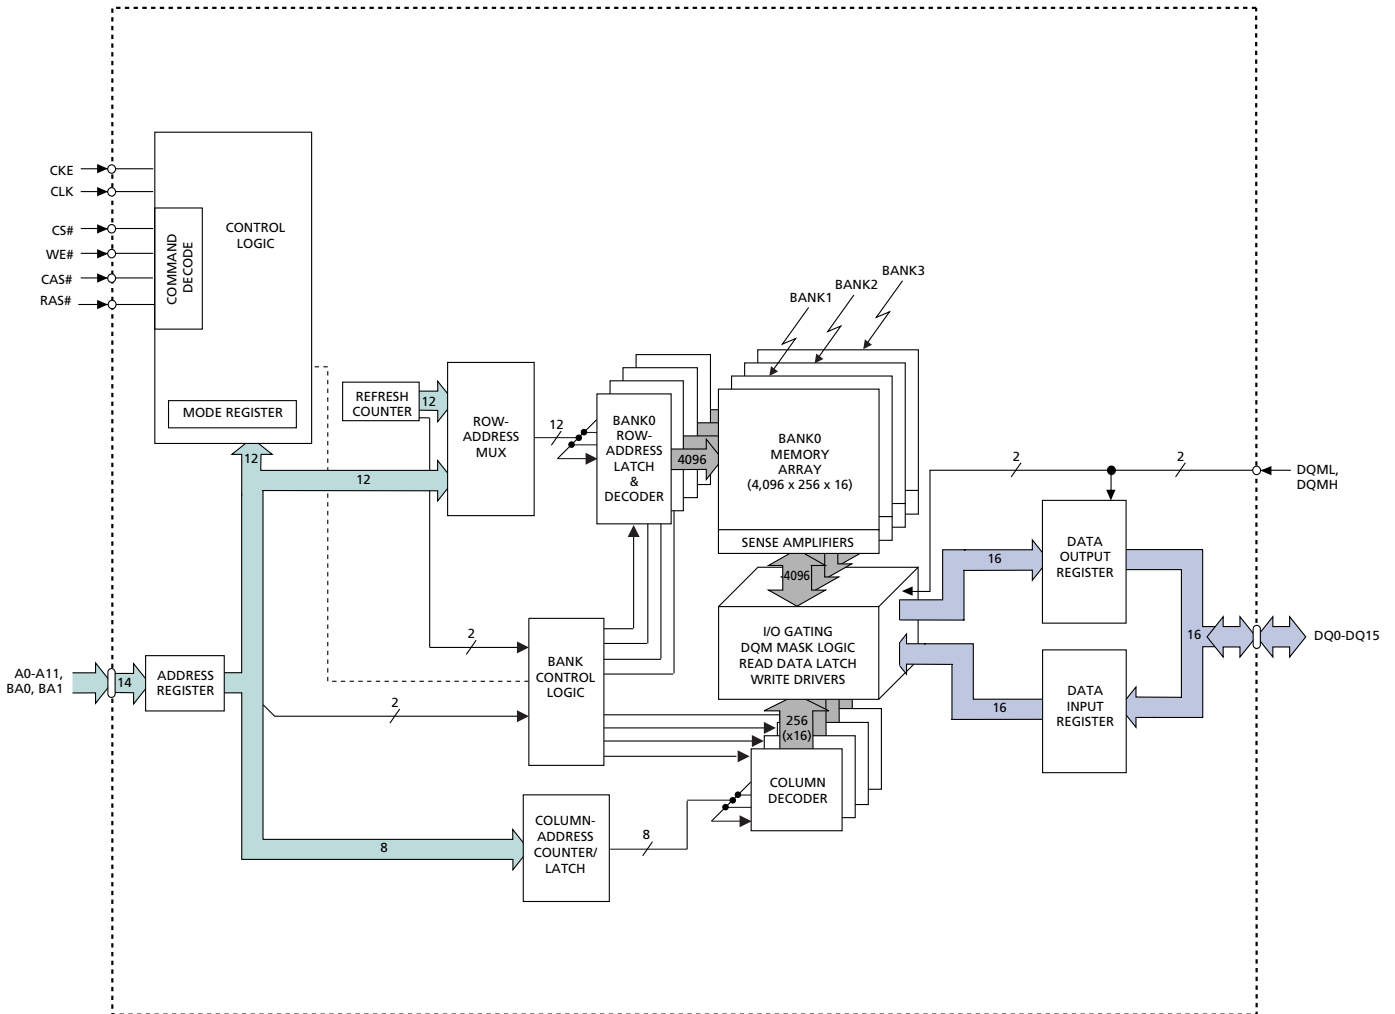 CKE
CLK
CS#
WE#
CAS#
RAS#
COMMAND
DECODE
CONTROL
LOGIC
MODE REGISTER
12
12
REFRESH
COUNTER
12
ROW-
ADDRESS
MUX
12
BANK0
ROW-
ADDRESS
LATCH
&
DECODER
4096
BANK1
BANK2
BANK3
BANK0
MEMORY
ARRAY
(4,096 x 256 x 16)
SENSE AMPLIFIERS
4096
I/O GATING
DQM MASK LOGIC
READ DATA LATCH
WRITE DRIVERS
2
2
DQML,
DQMH
16
DATA
OUTPUT
REGISTER
16
DQ0-DQ15
16
DATA
INPUT
REGISTER
A0-A11,
BA0, BA1
14
ADDRESS
REGISTER
2
2
BANK
CONTROL
LOGIC
256
(x16)
COLUMN
DECODER
8
COLUMN-
ADDRESS
COUNTER/
LATCH
8